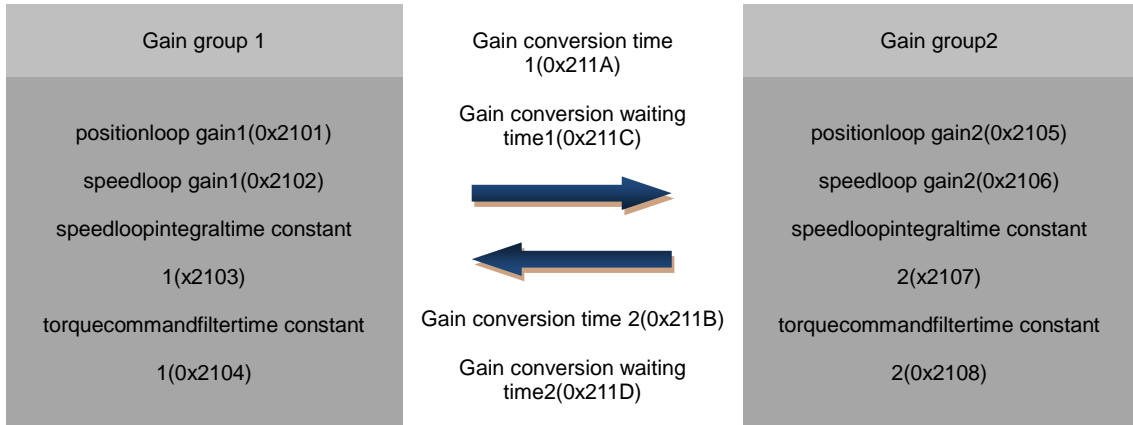 Gain group 1
positionloop gain1(0x2101)
speedloop gain1(0x2102)
speedloopintegraltime constant
1(x2103)
torquecommandfiltertime constant
1(0x2104)
Gain conversion time
1(0x211A)
Gain conversion waiting
time1(0x211C)
Gain conversion time 2(0x211B)
Gain conversion waiting
time2(0x211D)
Gain group2
positionloop gain2(0x2105)
speedloop gain2(0x2106)
speedloopintegraltime constant
2(x2107)
torquecommandfiltertime constant
2(0x2108)